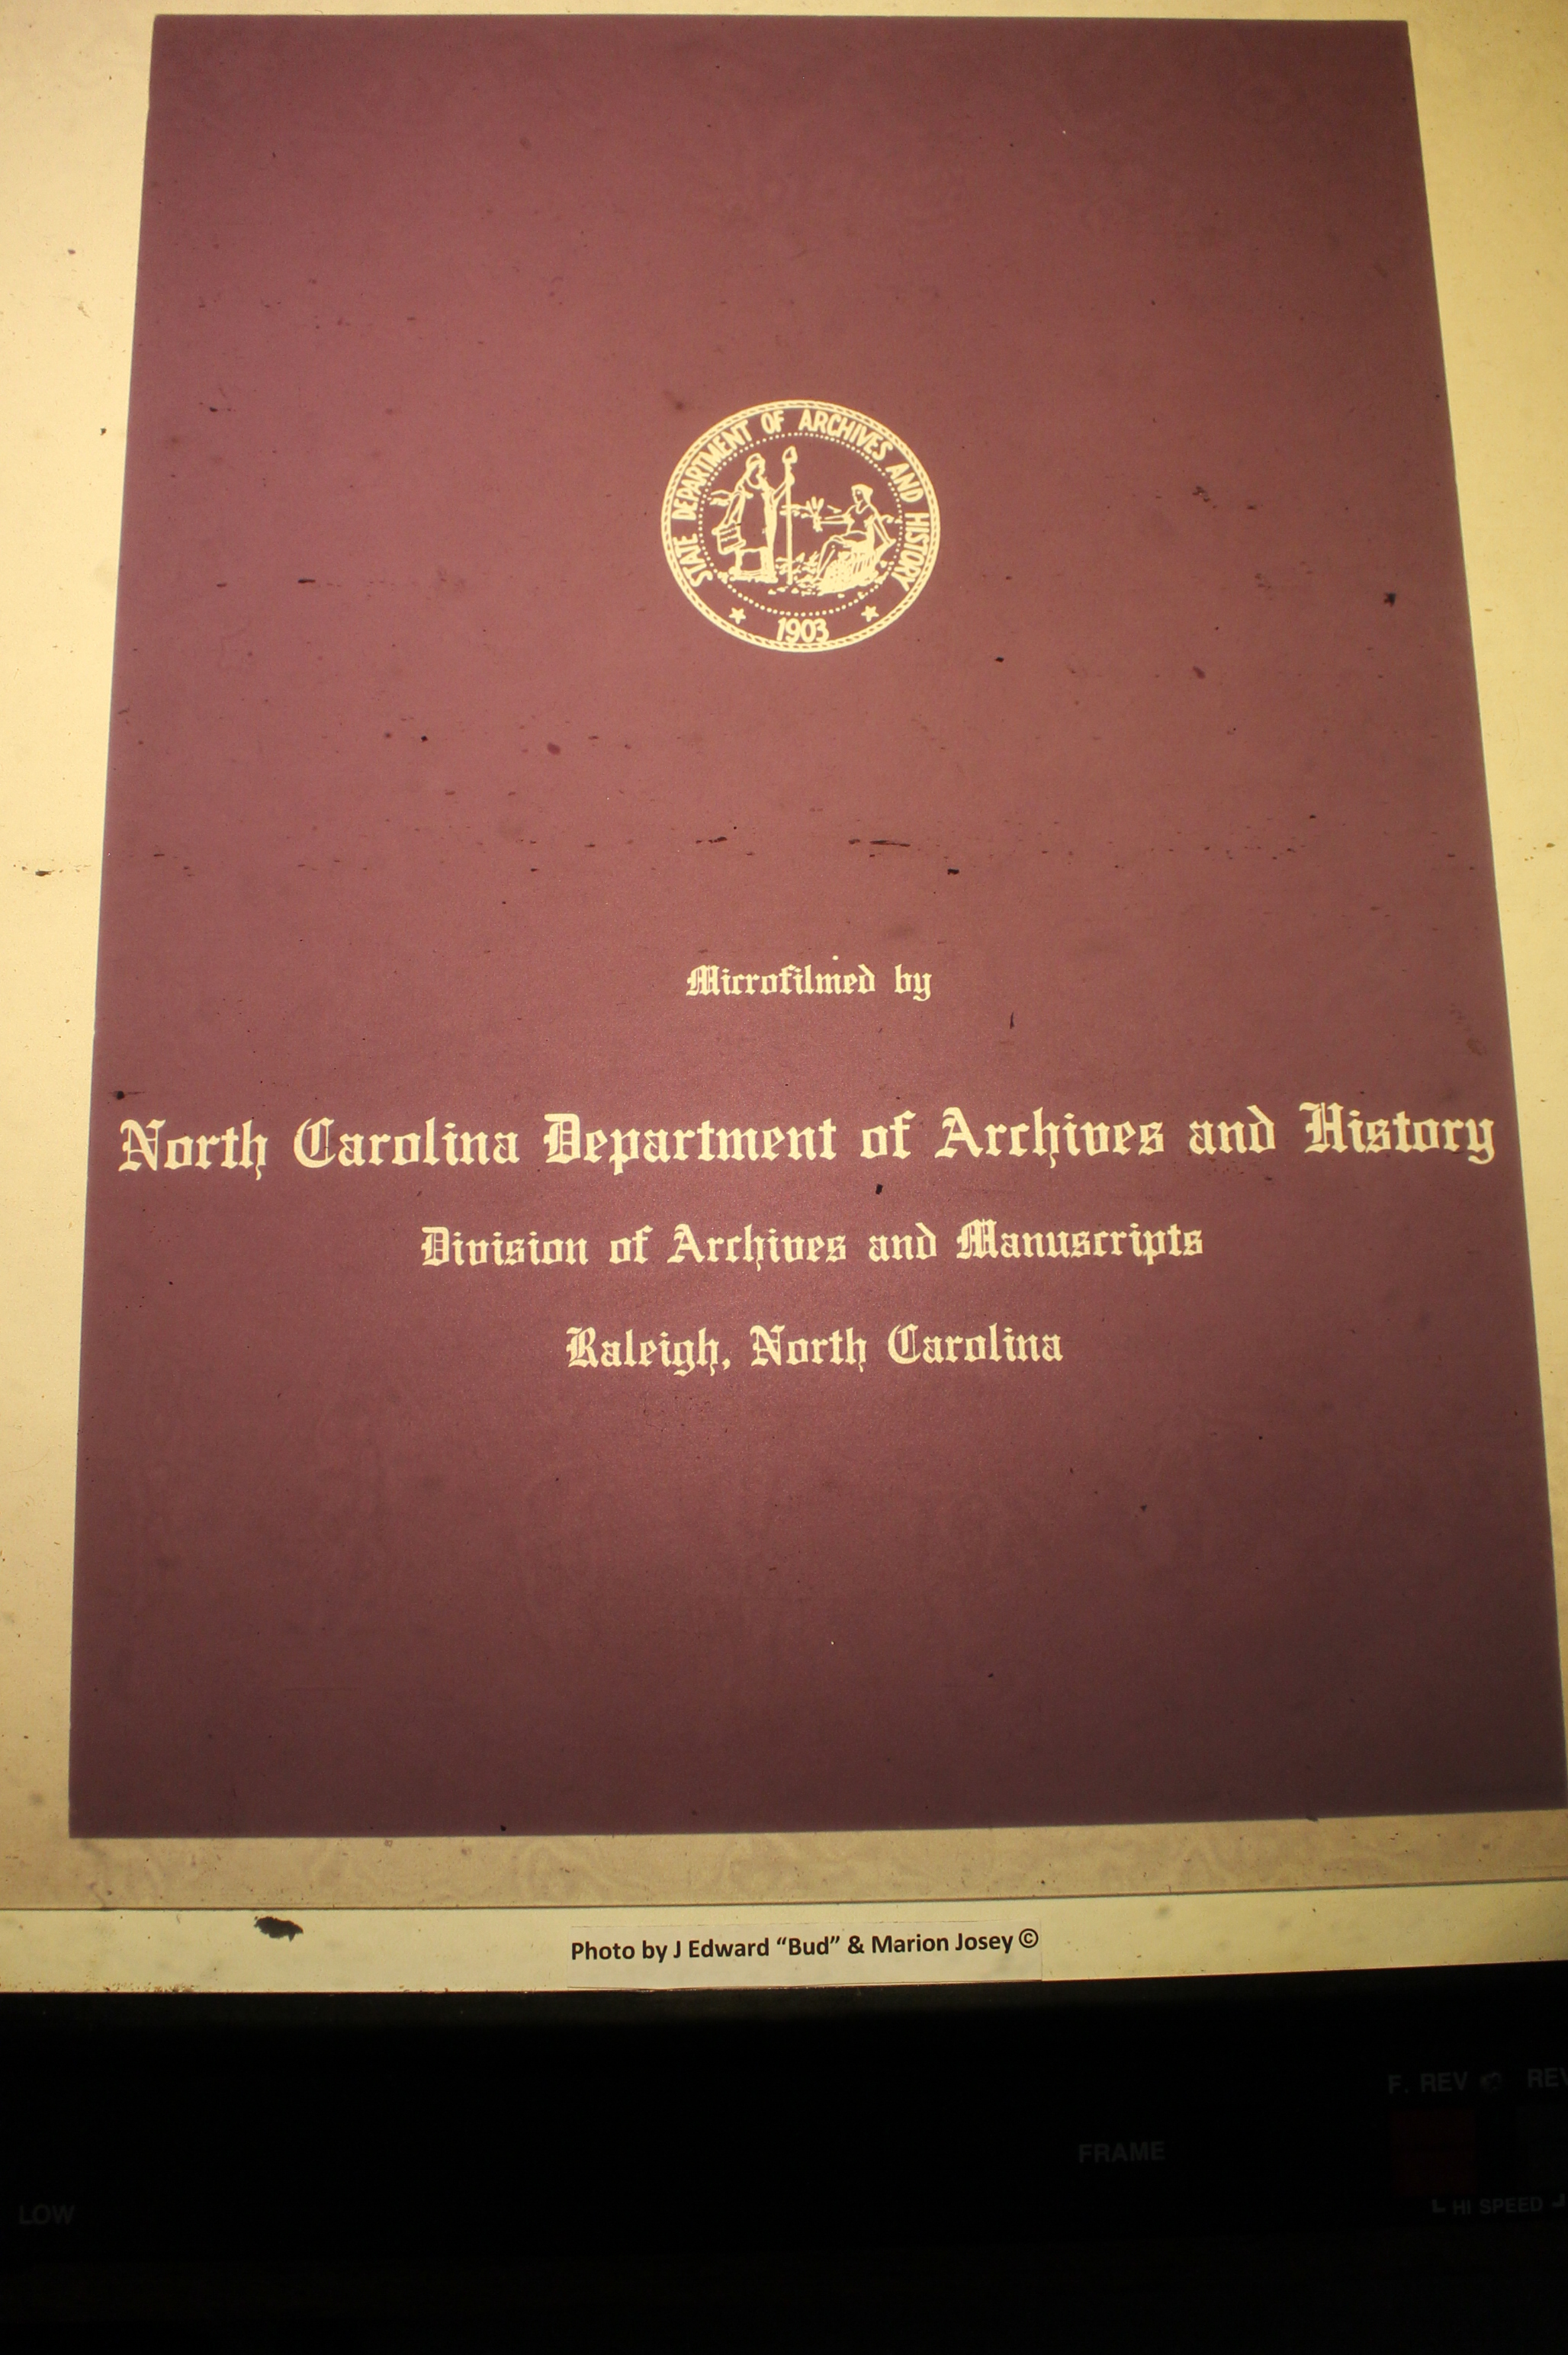 STATE DEPARTMENT OF ARCHIVES AND HISTORY
1903
Microfilmed by
North Carolina Department of Archives and History
Division of Archives and Manuscripts
Raleigh, North Carolina
Photo by J Edward “Bud” & Marion Josey ©
F. REV REV
FRAME
HI SPEED
LOW